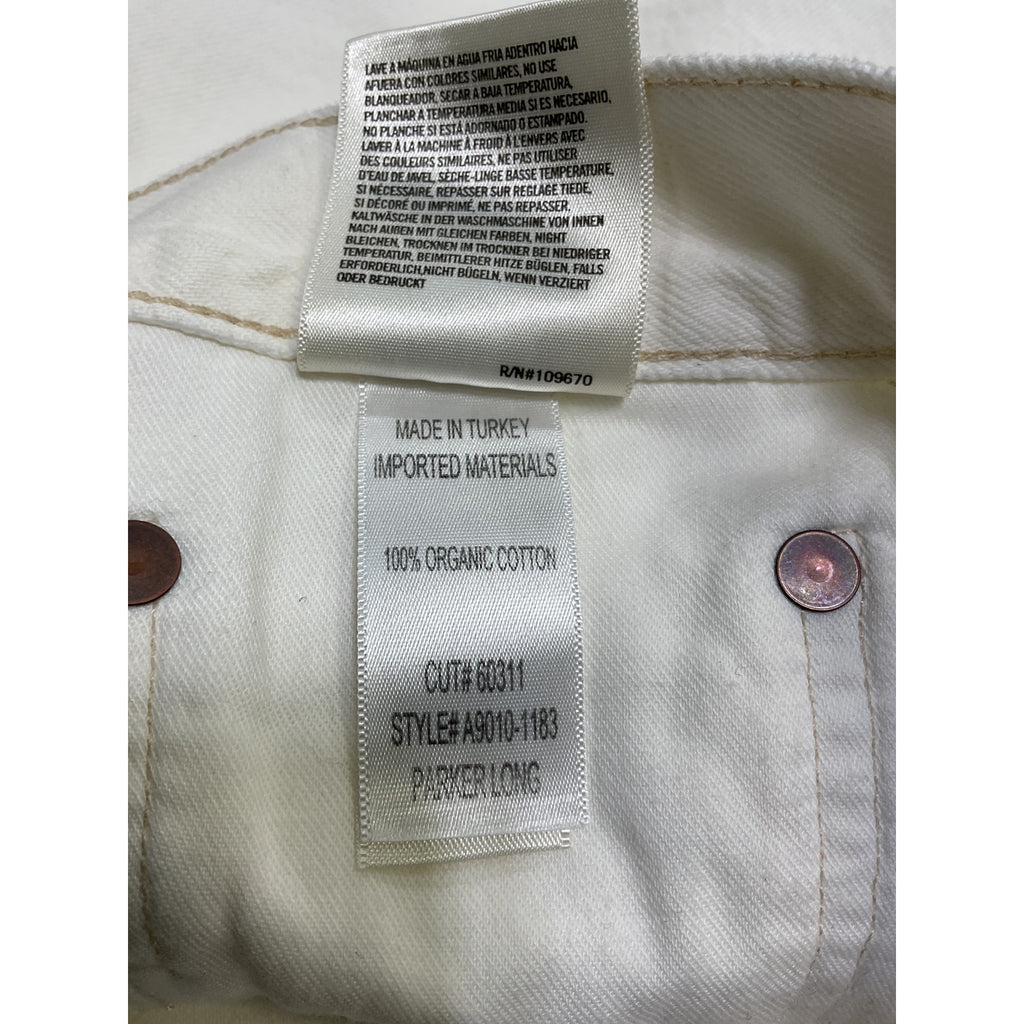 LAVE A MÁQUINA EN AGUA FRIA ADENTRO HACIA
AFUERA CON COLORES SIMILARES, NO USE
BLANQUEADOR, SECAR A BAJA TEMPERATURA,
PLANCHAR A TEMPERATURA MEDIA SI ES NECESARIO,
NO PLANCHE SI ESTÁ ADORNADO O ESTAMPADO.
LAVER À LA MACHINE À FROID À L'ENVERS AVEC
DES COULEURS SIMILAIRES, NE PAS UTILISER
D'EAU DE JAVEL, SÈCHE-LINGE BASSE TEMPERATURE,
SI NÉCESSAIRE, REPASSER SUR REGLAGE TIEDE,
SI DÉCORÉ OU IMPRIMÉ, NE PAS REPASSER.
KALTWÄSCHE IN DER WASCHMASCHINE VON INNEN
NACH AUßEN MIT GLEICHEN FARBEN, NIGHT
BLEICHEN, TROCKNEN IM TROCKNER BEI NIEDRIGER
TEMPERATUR, BEIMITTLERER HITZE BÜGLEN, FALLS
ERFORDERLICH,NICHT BÜGELN, WENN VERZIERT
ODER BEDRUCKT
R/N#109670
MADE IN TURKEY
IMPORTED MATERIALS
100% ORGANIC COTTON
CUT# 60311
STYLE# A9010-1183
PARKER LONG